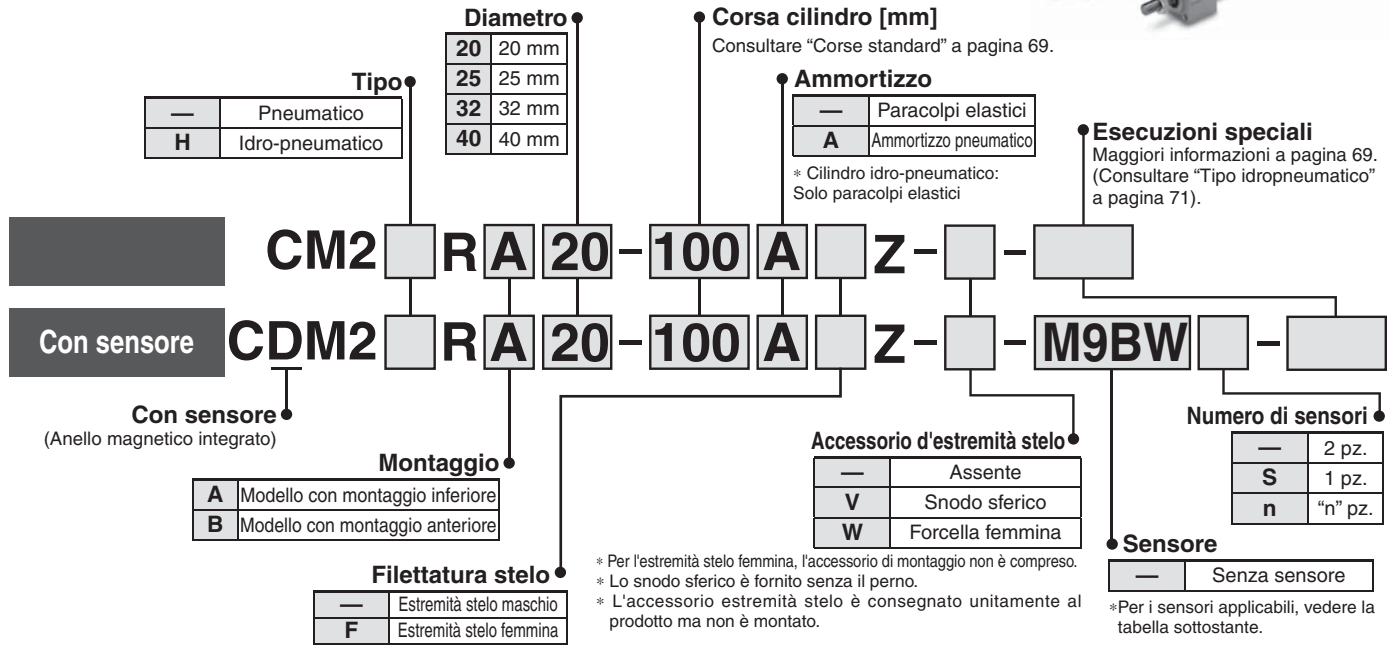 Diametro
20 20 mm
25 25 mm
32 32 mm
40 40 mm
Corsa cilindro [mm]
Consultare “Corse standard” a pagina 69.
Tipo
— Pneumatico
H Idro-pneumatico
Ammortizzo
— Paracolpi elastici
A Ammortizzo pneumatico
∗ Cilindro idro-pneumatico:
Solo paracolpi elastici
Esecuzioni speciali
Maggiori informazioni a pagina 69.
(Consultare “Tipo idropneumatico”
a pagina 71).
CM2 R A 20 - 100 A Z - -
Con sensore CDM2 R A 20 - 100 A Z - - M9BW -
Con sensore
(Anello magnetico integrato)
Montaggio
A Modello con montaggio inferiore
B Modello con montaggio anteriore
Filettatura stelo
— Estremità stelo maschio
F Estremità stelo femmina
Accessorio d'estremità stelo
— Assente
V Snodo sferico
W Forcella femmina
∗ Per l'estremità stelo femmina, l'accessorio di montaggio non è compreso.
∗ Lo snodo sferico è fornito senza il perno.
∗ L'accessorio estremità stelo è consegnato unitamente al
prodotto ma non è montato.
Numero di sensori
— 2 pz.
S 1 pz.
n “n” pz.
Sensore
— Senza sensore
∗Per i sensori applicabili, vedere la
tabella sottostante.